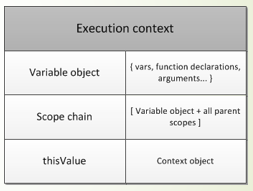 Execution context
Variable object
{ vars, function declarations,
arguments... }
Scope chain
[ Variable object + all parent
scopes ]
thisValue
Context object